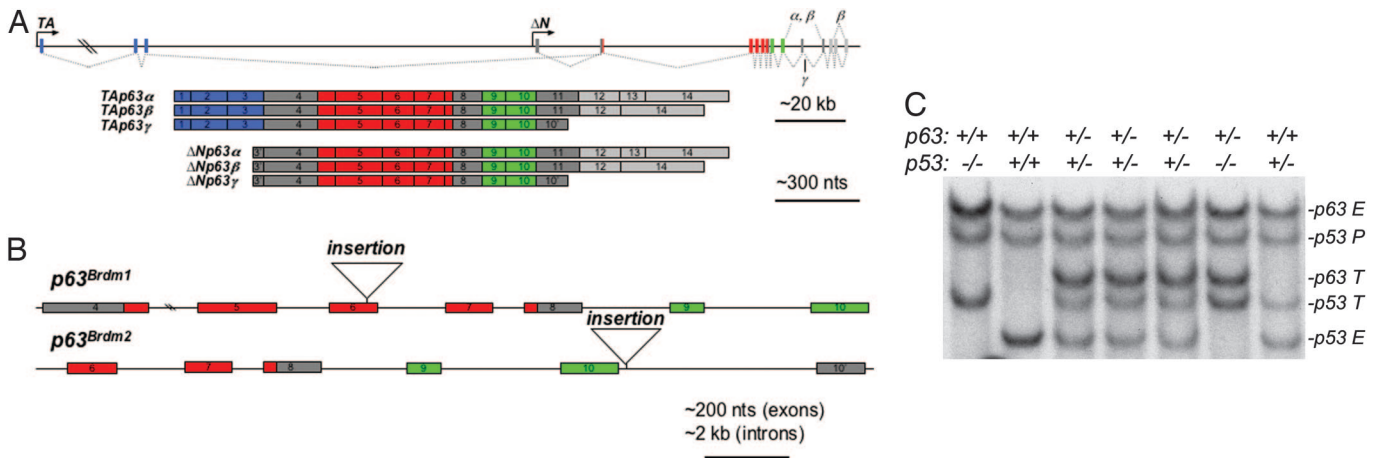 A
TA
ΔN
α, β
β
γ
TAp63α 1 2 3 4 5 6 7 8 9 10 11 12 13 14
TAp63β 1 2 3 4 5 6 7 8 9 10 11 12 14
TAp63γ 1 2 3 4 5 6 7 8 9 10 10'
~20 kb
ΔNp63α 3' 4 5 6 7 8 9 10 11 12 13 14
ΔNp63β 3' 4 5 6 7 8 9 10 11 12 14
ΔNp63γ 3' 4 5 6 7 8 9 10 10'
~300 nts
B
insertion
p63Brdm1
4 5 6 7 8 9 10
insertion
p63Brdm2
6 7 8 9 10 10'
~200 nts (exons)
~2 kb (introns)
C
p63: +/+ +/+ +/- +/- +/- +/- +/+
p53: -/- +/+ +/- +/- +/- -/- +/-
-p63 E
-p53 P
-p63 T
-p53 T
-p53 E